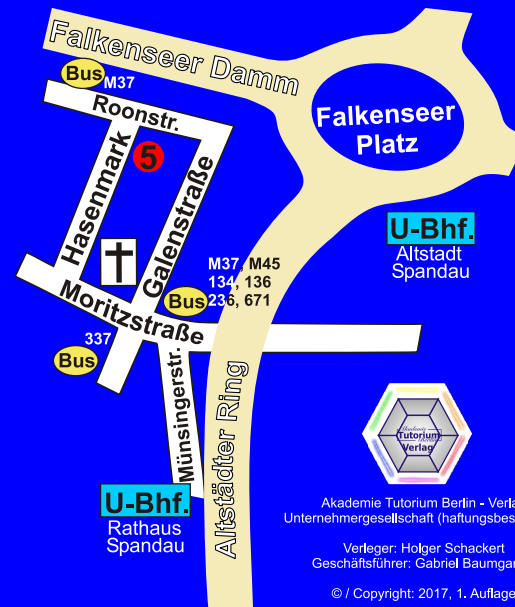 Falkenseer Damm
Bus M37
Roonstr.
Falkenseer
Platz
5
Hasenmark
Galenstraße
U-Bhf.
Altstadt
Spandau
M37, M45
134, 136
236, 671
Bus
Moritzstraße
337
Bus
Münsingerstr.
Altstädter Ring
Akademie
Tutorium
Berlin
Verlag
U-Bhf.
Rathaus
Spandau
Akademie Tutorium Berlin - Verla
Unternehmergesellschaft (haftungsbes
Verleger: Holger Schackert
Geschäftsführer: Gabriel Baumgar
© / Copyright: 2017, 1. Auflage